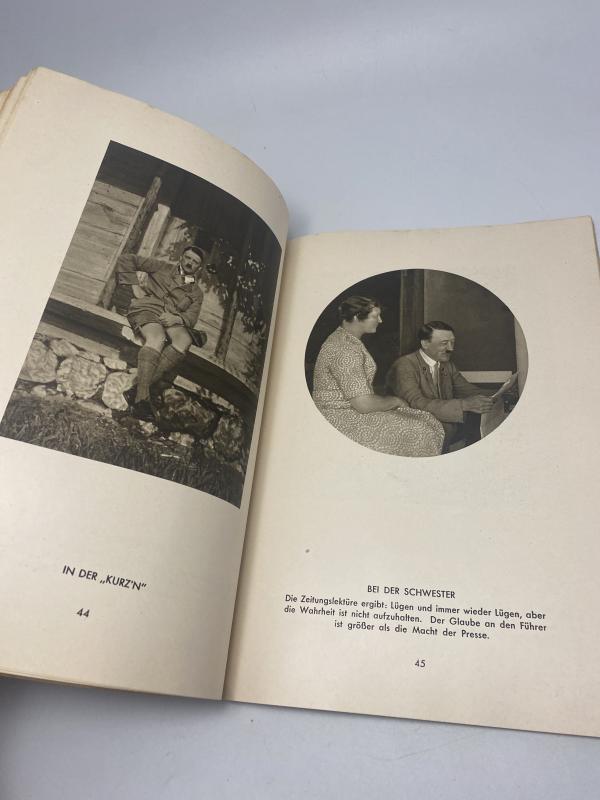 IN DER „KURZ'N"
44
BEI DER SCHWESTER
Die Zeitungslektüre ergibt: Lügen und immer wieder Lügen, aber
die Wahrheit ist nicht aufzuhalten. Der Glaube an den Führer
ist größer als die Macht der Presse.
45